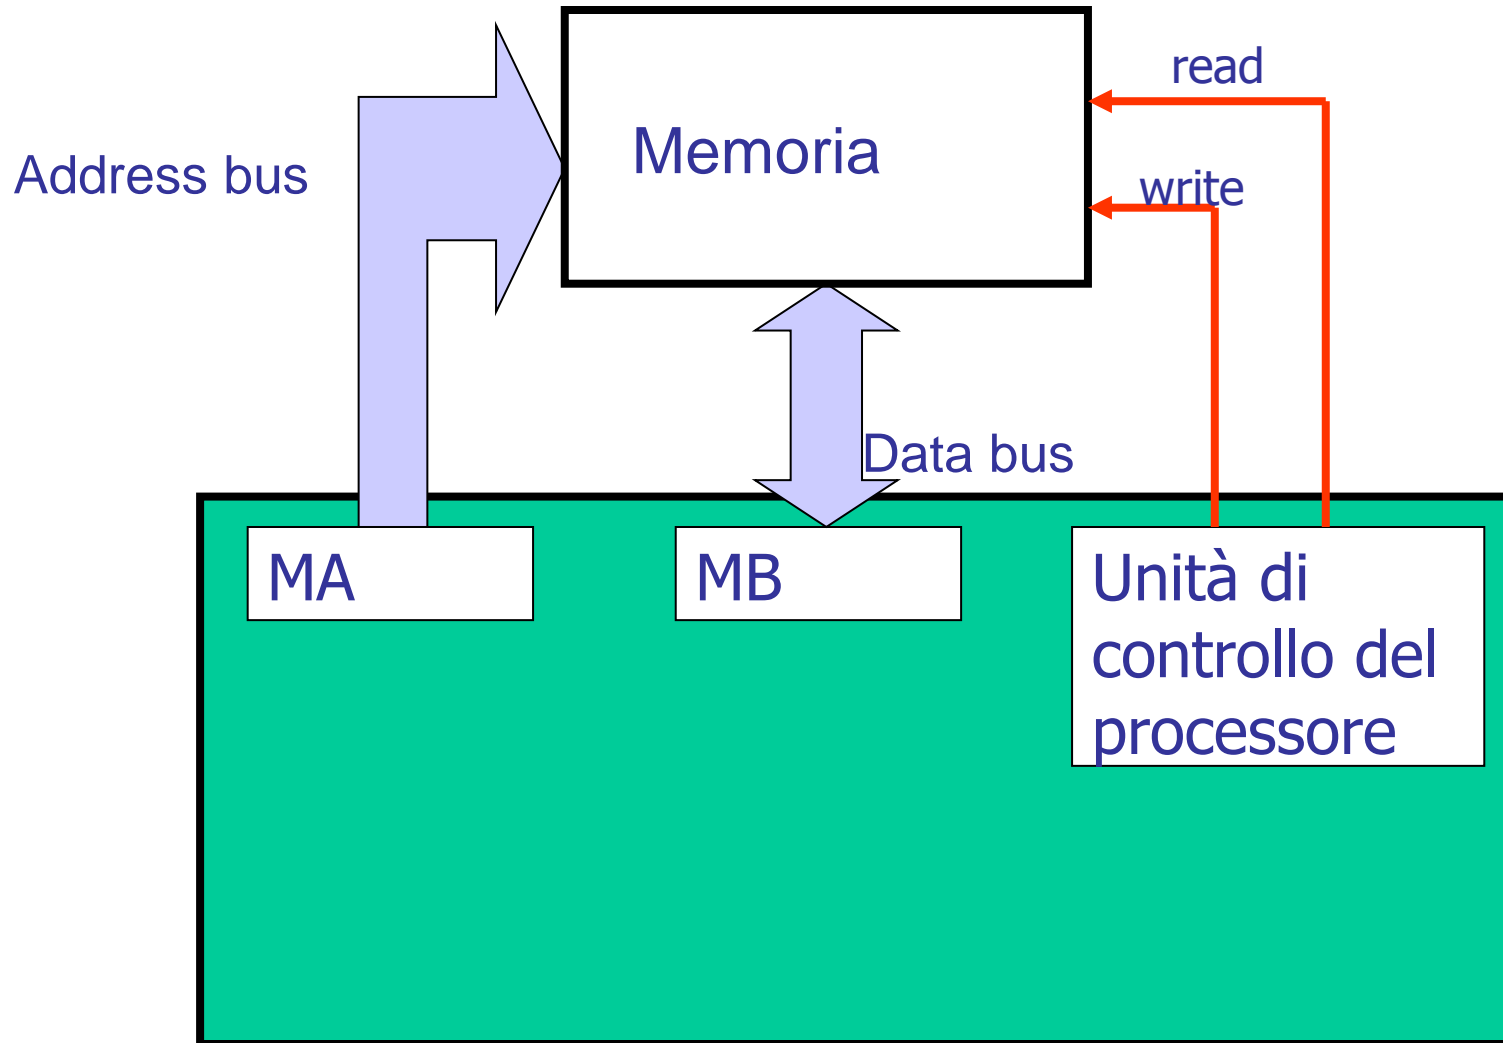 read
Memoria
Address bus
write
Data bus
MA
MB
Unità di
controllo del
processore